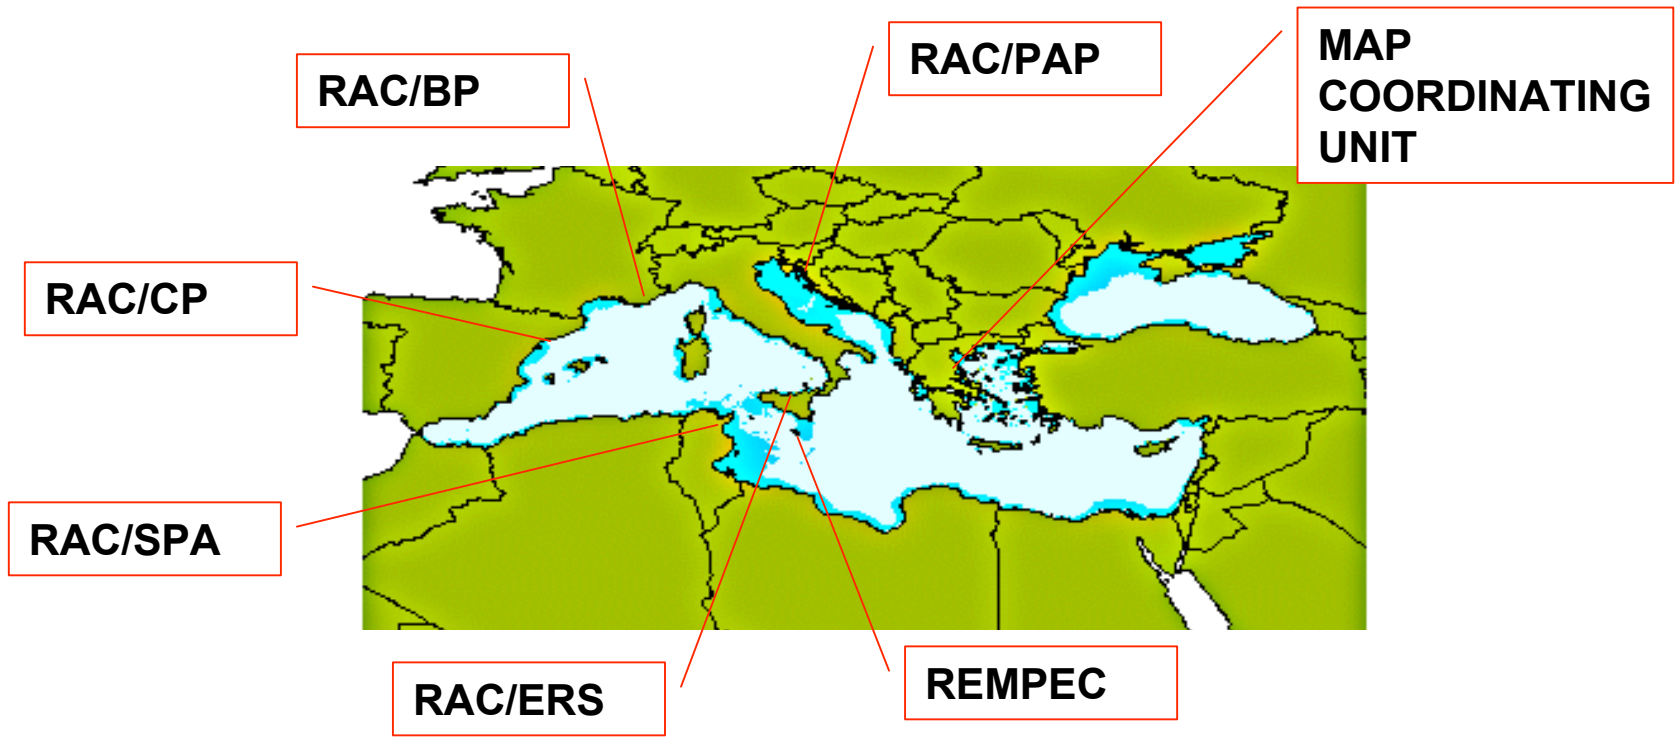 RAC/BP
RAC/PAP
MAP
COORDINATING
UNIT
RAC/CP
RAC/SPA
RAC/ERS
REMPEC